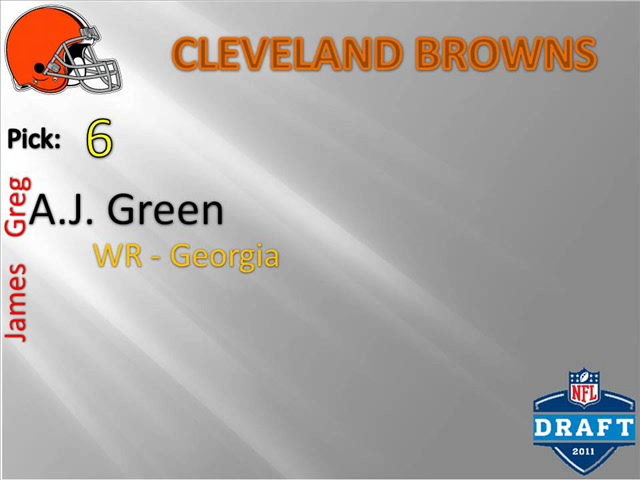 CLEVELAND BROWNS
Pick: 6
Greg
A.J. Green
WR - Georgia
James
NFL
DRAFT
2011